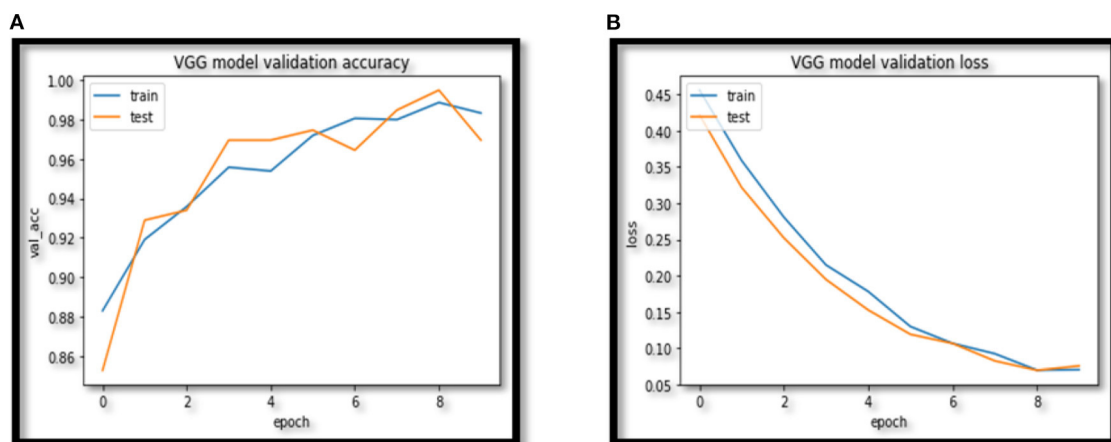 A
VGG model validation accuracy
1.00
0.98
0.96
0.94
0.92
0.90
0.88
0.86
val_acc
train
test
0
2
4
6
8
epoch
B
VGG model validation loss
0.45
0.40
0.35
0.30
0.25
0.20
0.15
0.10
0.05
loss
train
test
0
2
4
6
8
epoch